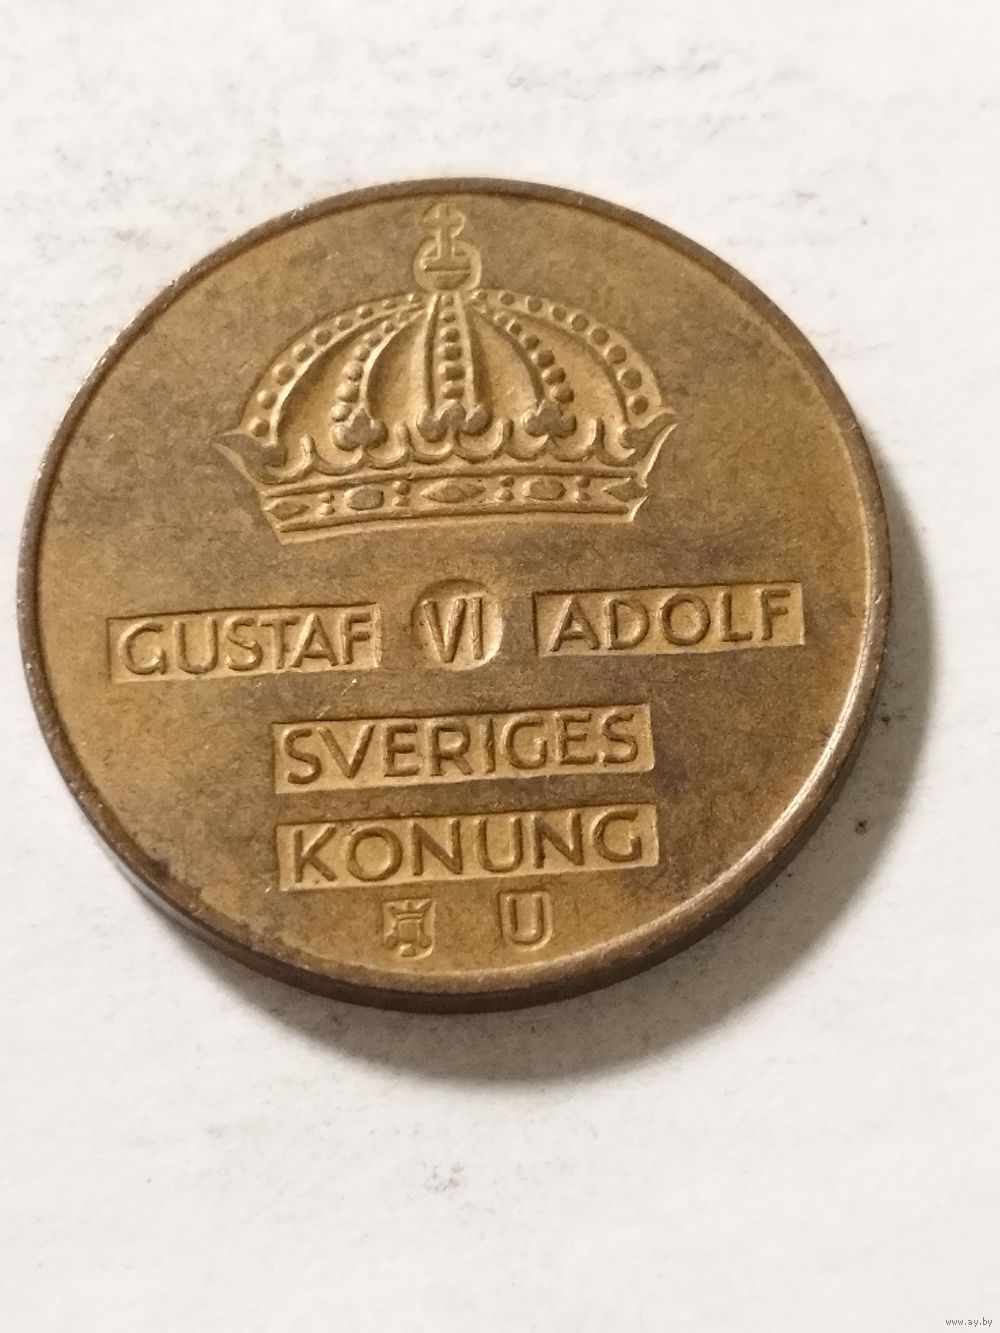 GUSTAF VI ADOLF
SVERIGES
KONUNG
U
www.ay.by